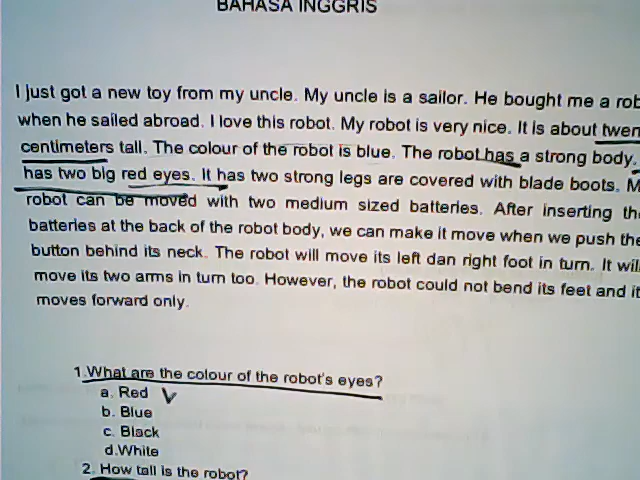 BAHASA INGGRIS
I just got a new toy from my uncle. My uncle is a sailor. He bought me a rob
when he sailed abroad. I love this robot. My robot is very nice. It is about twen
centimeters tall. The colour of the robot is blue. The robot has a strong body.
has two big red eyes. It has two strong legs are covered with blade boots. M
robot can be moved with two medium sized batteries. After inserting the
batteries at the back of the robot body, we can make it move when we push the
button behind its neck. The robot will move its left dan right foot in turn. It wil
move its two arms in turn too. However, the robot could not bend its feet and it
moves forward only.
1.What are the colour of the robot's eyes?
a. Red
b. Blue
c. Black
d.White
2. How tall is the robot?